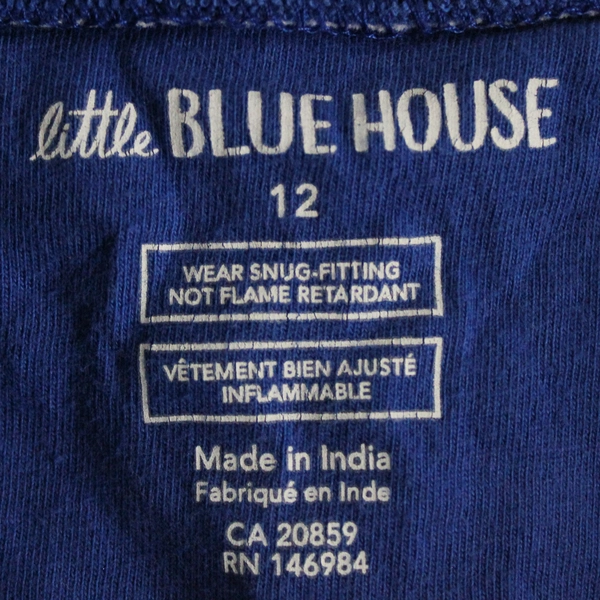 little BLUE HOUSE
12
WEAR SNUG-FITTING
NOT FLAME RETARDANT
VÊTEMENT BIEN AJUSTÉ
INFLAMMABLE
Made in India
Fabriqué en Inde
CA 20859
RN 146984